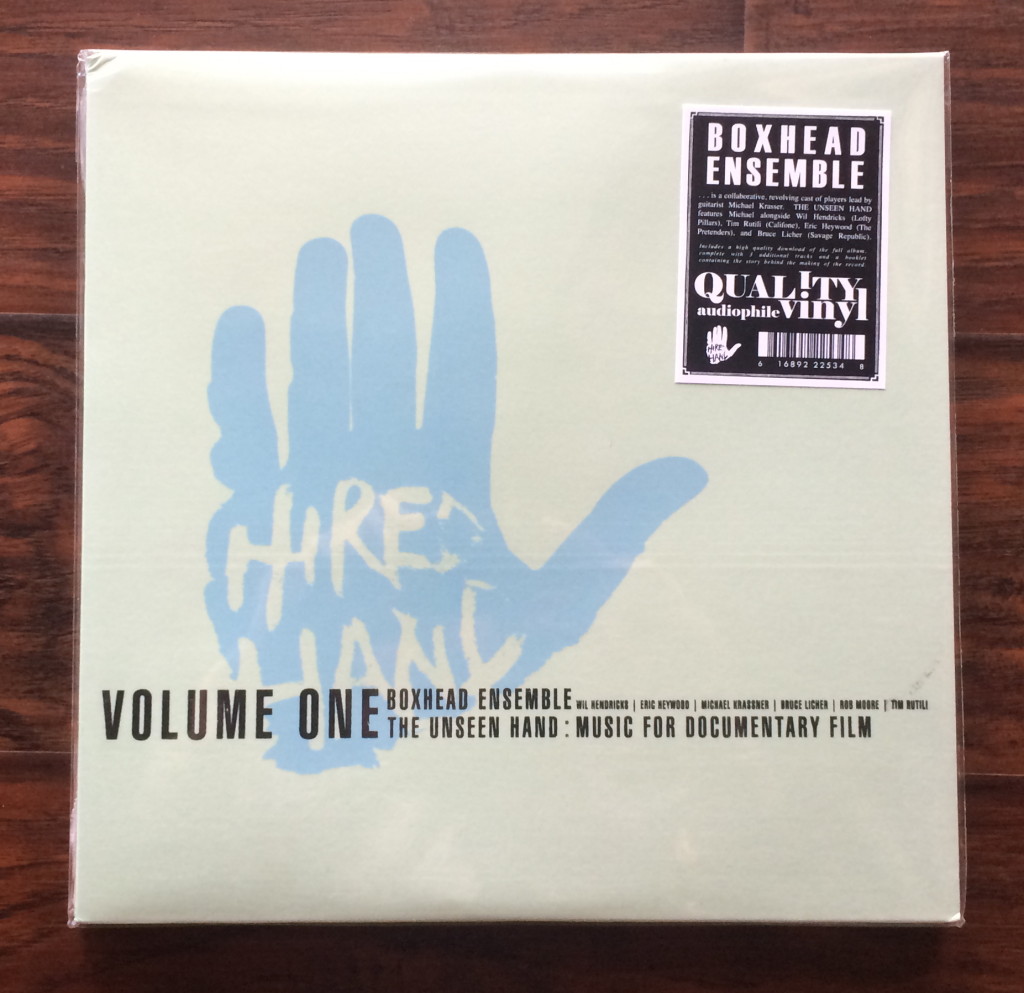 BOXHEAD
ENSEMBLE
. . . is a collaborative, revolving cast of players lead by
guitarist Michael Krasser. THE UNSEEN HAND
features Michael alongside Wil Hendricks (Lofty
Pillars), Tim Rutili (Califone), Eric Heywood (The
Pretenders), and Bruce Licher (Savage Republic).
Includes a high quality download of the full album
complete with 3 additional tracks and a booklet
containing the story behind the making of the record.
QUAL!TY
audiophile vinyl
HIRE
HAND
6 16892 22534 8
HIRED
HAND
VOLUME ONE
BOXHEAD ENSEMBLE WIL HENDRICKS | ERIC HEYWOOD | MICHAEL KRASSNER | BRUCE LICHER | ROB MOORE | TIM RUTILI
THE UNSEEN HAND : MUSIC FOR DOCUMENTARY FILM